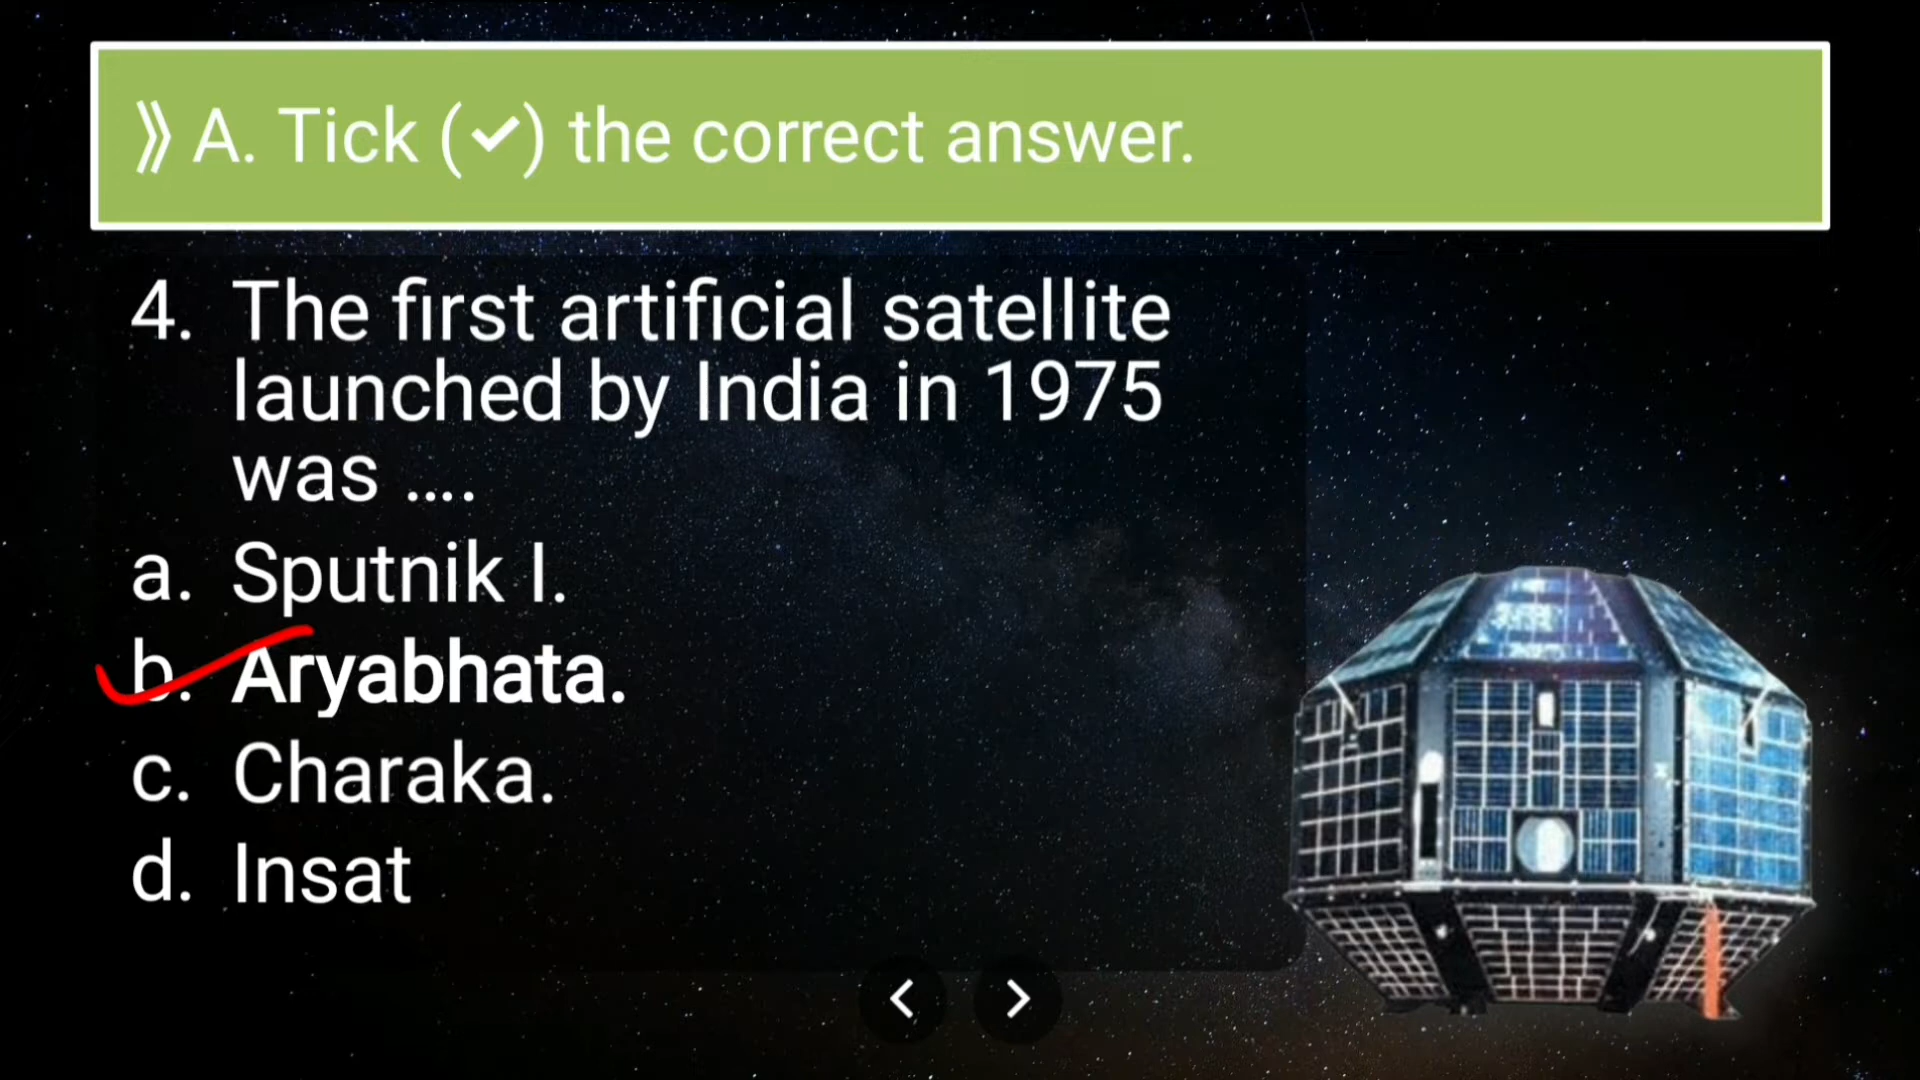 ⟫ A. Tick (✓) the correct answer.
4. The first artificial satellite
launched by India in 1975
was ....
a. Sputnik I.
b. Aryabhata.
c. Charaka.
d. Insat